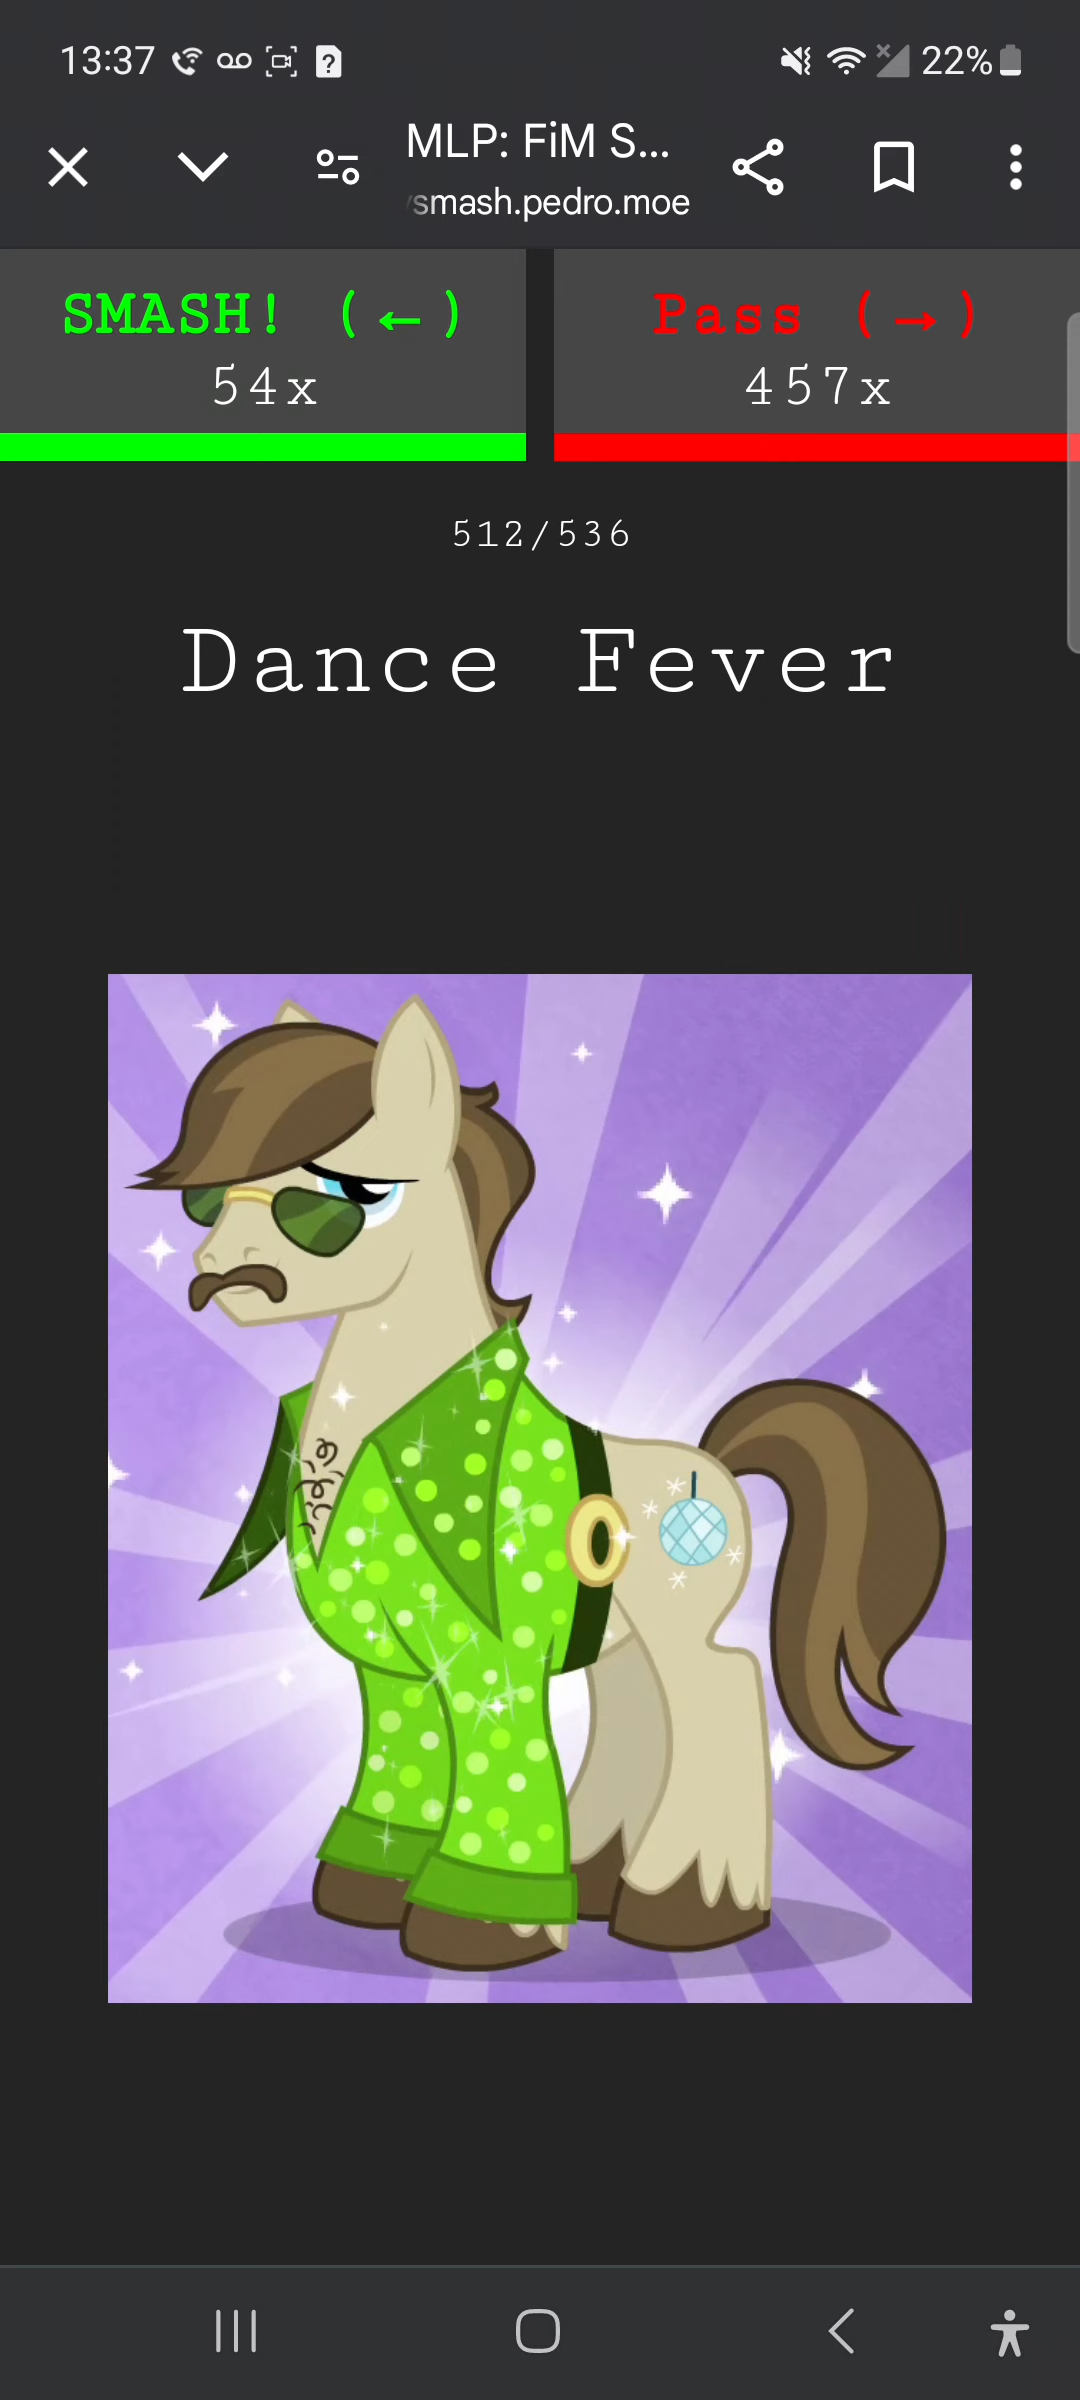 13:37
22%
MLP: FiM S...
smash.pedro.moe
SMASH! (←)
54x
Pass (→)
457x
512/536
Dance Fever